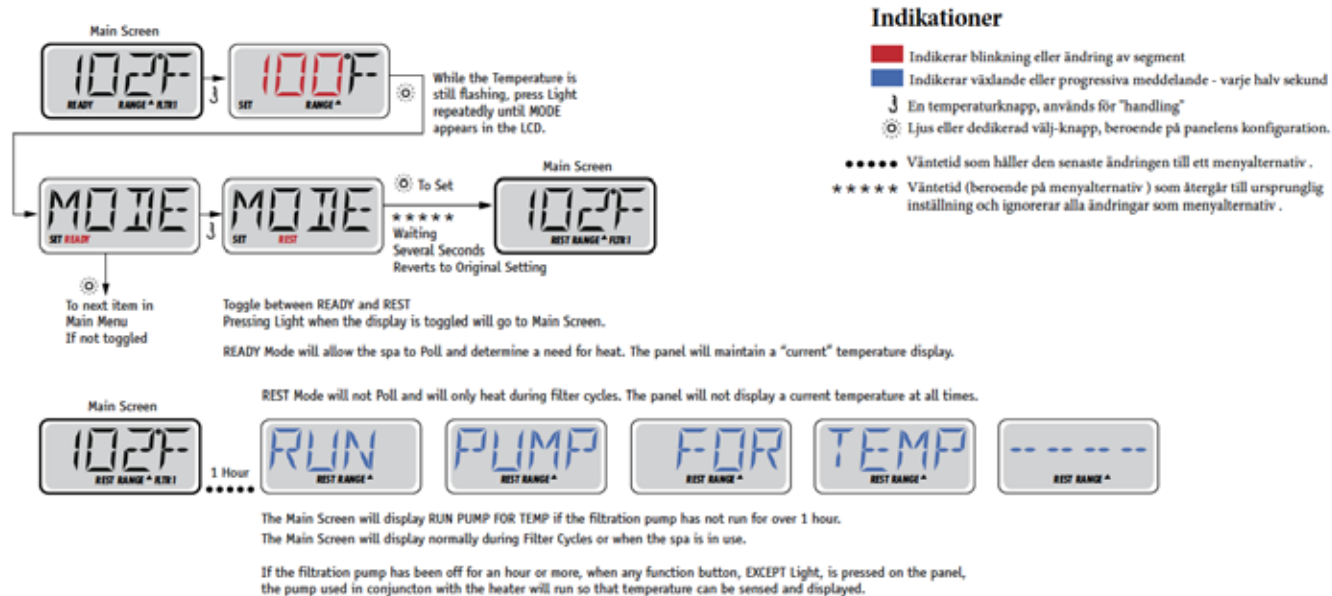 Main Screen
102°F
READY RANGE FLTR1
100°F
SET RANGE
While the Temperature is
still flashing, press Light
repeatedly until MODE
appears in the LCD.
Indikationer
Indikerar blinkning eller ändring av segment
Indikerar växlande eller progressiva meddelande - varje halv sekund
En temperaturknapp, används för "handling"
Ljus eller dedikerad välj-knapp, beroende på panelens konfiguration.
Väntetid som håller den senaste ändringen till ett menyalternativ .
Väntetid (beroende på menyalternativ ) som återgår till ursprunglig
inställning och ignorerar alla ändringar som menyalternativ .
MODE
SET READY
MODE
SET REST
To Set
*****
Waiting
Several Seconds
Reverts to Original Setting
Main Screen
102°F
REST RANGE FLTR1
To next item in
Main Menu
If not toggled
Toggle between READY and REST
Pressing Light when the display is toggled will go to Main Screen.
READY Mode will allow the spa to Poll and determine a need for heat. The panel will maintain a "current" temperature display.
REST Mode will not Poll and will only heat during filter cycles. The panel will not display a current temperature at all times.
Main Screen
102°F
REST RANGE FLTR1
1 Hour
RUN
REST RANGE
PUMP
REST RANGE
FOR
REST RANGE
TEMP
REST RANGE
-- -- -- --
REST RANGE
The Main Screen will display RUN PUMP FOR TEMP if the filtration pump has not run for over 1 hour.
The Main Screen will display normally during Filter Cycles or when the spa is in use.
If the filtration pump has been off for an hour or more, when any function button, EXCEPT Light, is pressed on the panel,
the pump used in conjuncton with the heater will run so that temperature can be sensed and displayed.